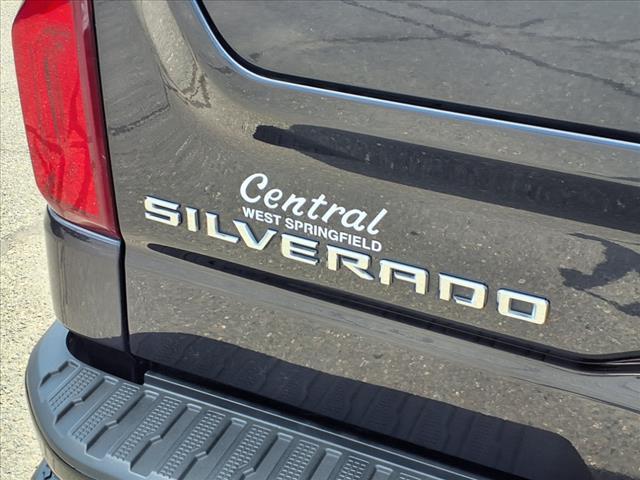 Central
WEST SPRINGFIELD
SILVERADO